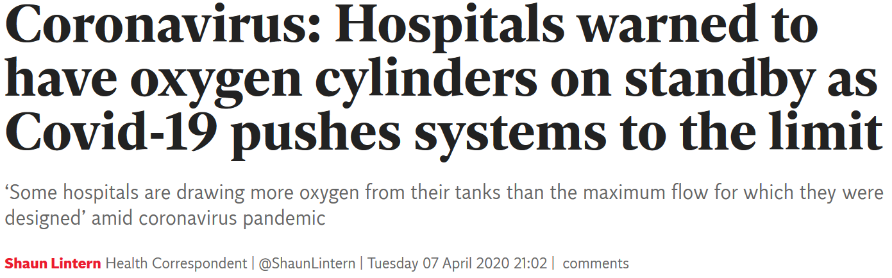 Coronavirus: Hospitals warned to
have oxygen cylinders on standby as
Covid-19 pushes systems to the limit
‘Some hospitals are drawing more oxygen from their tanks than the maximum flow for which they were
designed’ amid coronavirus pandemic
Shaun Lintern Health Correspondent | @ShaunLintern | Tuesday 07 April 2020 21:02 | comments